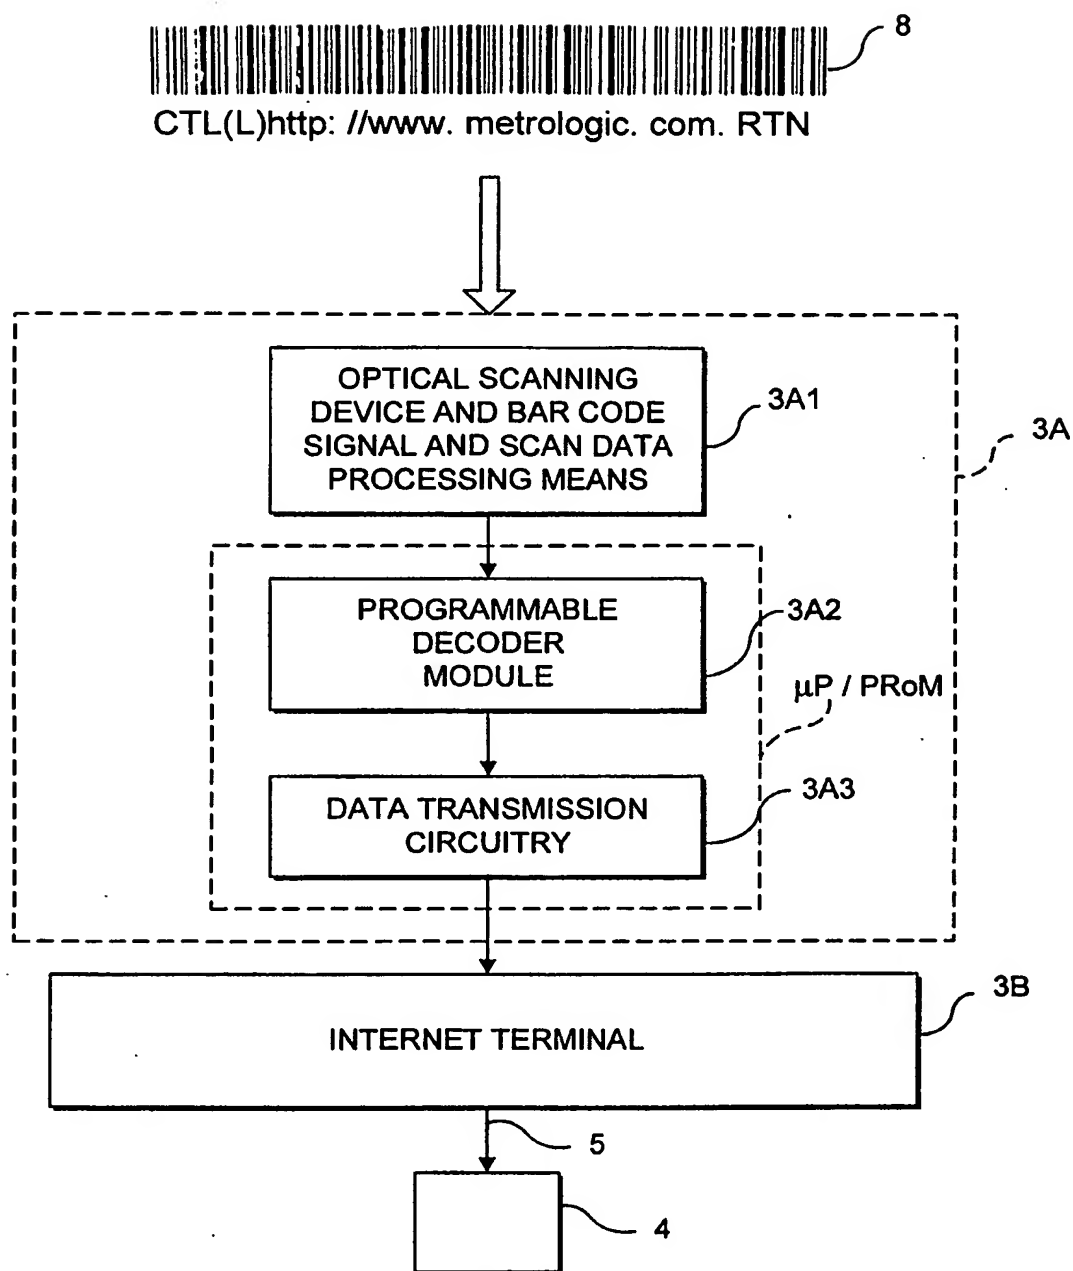 8
CTL(L)http: //www. metrologic. com. RTN
OPTICAL SCANNING
DEVICE AND BAR CODE
SIGNAL AND SCAN DATA
PROCESSING MEANS
3A1
3A
PROGRAMMABLE
DECODER
MODULE
3A2
µP / PRoM
DATA TRANSMISSION
CIRCUITRY
3A3
INTERNET TERMINAL
3B
5
4